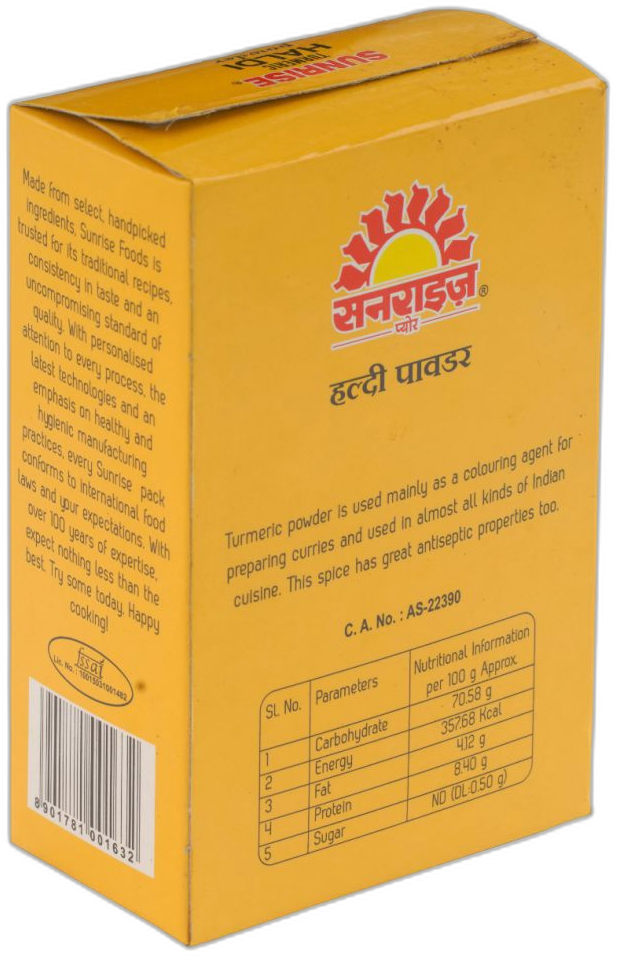 SUNRISE®
TURMERIC
HALDI
POWDER
Made from select, handpicked
ingredients, Sunrise Foods is
trusted for its traditional recipes,
consistency in taste and an
uncompromising standard of
quality. With personalised
attention to every process, the
latest technologies and an
emphasis on healthy and
hygienic manufacturing
practices, every Sunrise pack
conforms to international food
laws and your expectations. With
over 100 years of expertise,
expect nothing less than the
best. Try some today. Happy
cooking!
fssai
Lic. No.: 10015031001482
8 901781 001632
सनराइज़®
प्योर
हल्दी पावडर
Turmeric powder is used mainly as a colouring agent for
preparing curries and used in almost all kinds of Indian
cuisine. This spice has great antiseptic properties too.
C. A. No. : AS-22390
Sl. No. Parameters Nutritional Information
per 100 g Approx.
1 Carbohydrate 70.58 g
2 Energy 357.68 Kcal
3 Fat 4.12 g
4 Protein 8.40 g
5 Sugar ND (DL-0.50 g)